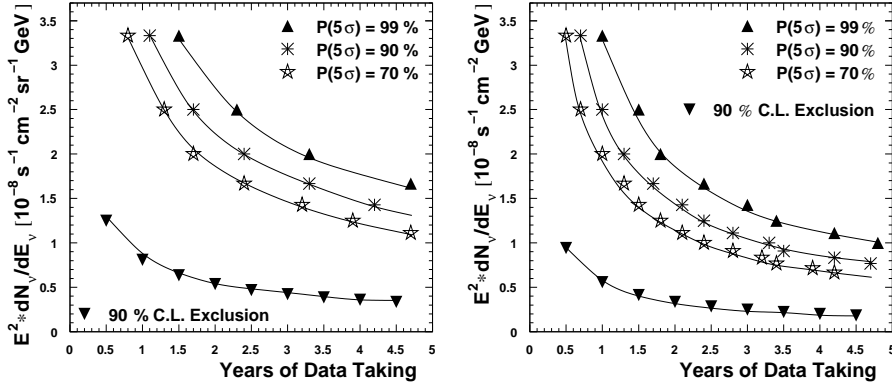 E²*dN_ν/dE_ν [10⁻⁸ s⁻¹ cm⁻² sr⁻¹ GeV]
3.5
3
2.5
2
1.5
1
0.5
0
▲ P(5σ) = 99 %
✳ P(5σ) = 90 %
☆ P(5σ) = 70 %
▼ 90 % C.L. Exclusion
0 0.5 1 1.5 2 2.5 3 3.5 4 4.5 5
Years of Data Taking
E²*dN_ν/dE_ν [10⁻⁸ s⁻¹ cm⁻² GeV]
3.5
3
2.5
2
1.5
1
0.5
0
▲ P(5σ) = 99 %
✳ P(5σ) = 90 %
☆ P(5σ) = 70 %
90 % C.L. Exclusion ▼
0 0.5 1 1.5 2 2.5 3 3.5 4 4.5 5
Years of Data Taking